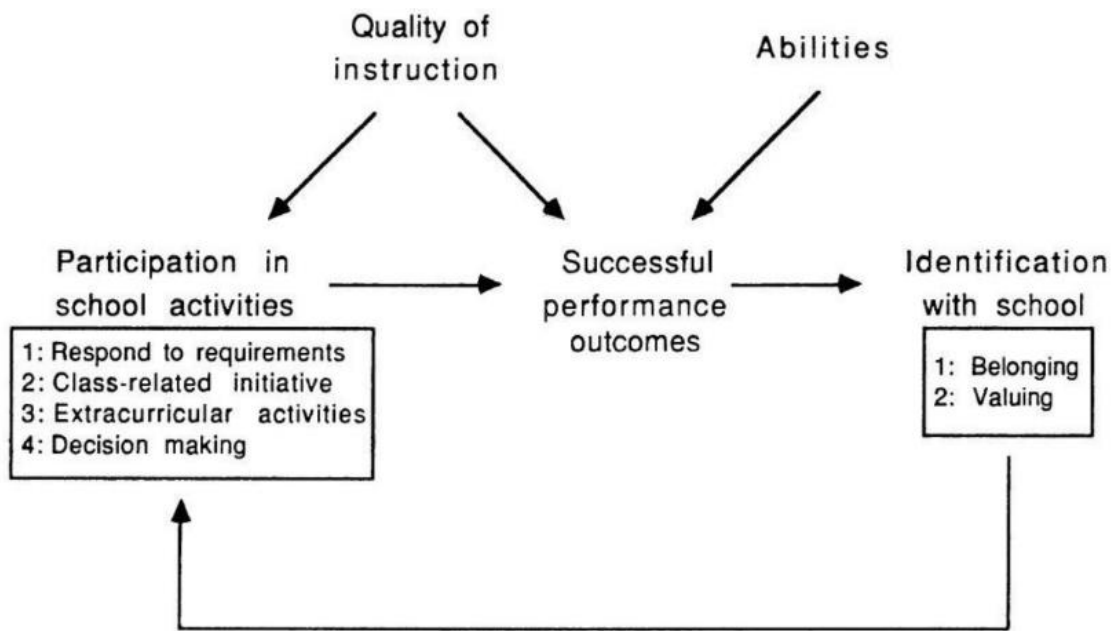 Quality of
instruction
Abilities
Participation in
school activities
1: Respond to requirements
2: Class-related initiative
3: Extracurricular activities
4: Decision making
Successful
performance
outcomes
Identification
with school
1: Belonging
2: Valuing